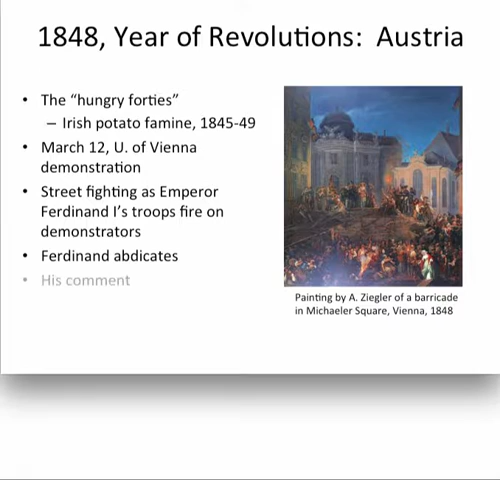 1848, Year of Revolutions: Austria
• The “hungry forties”
– Irish potato famine, 1845-49
• March 12, U. of Vienna
demonstration
• Street fighting as Emperor
Ferdinand I’s troops fire on
demonstrators
• Ferdinand abdicates
• His comment
Painting by A. Ziegler of a barricade
in Michaeler Square, Vienna, 1848